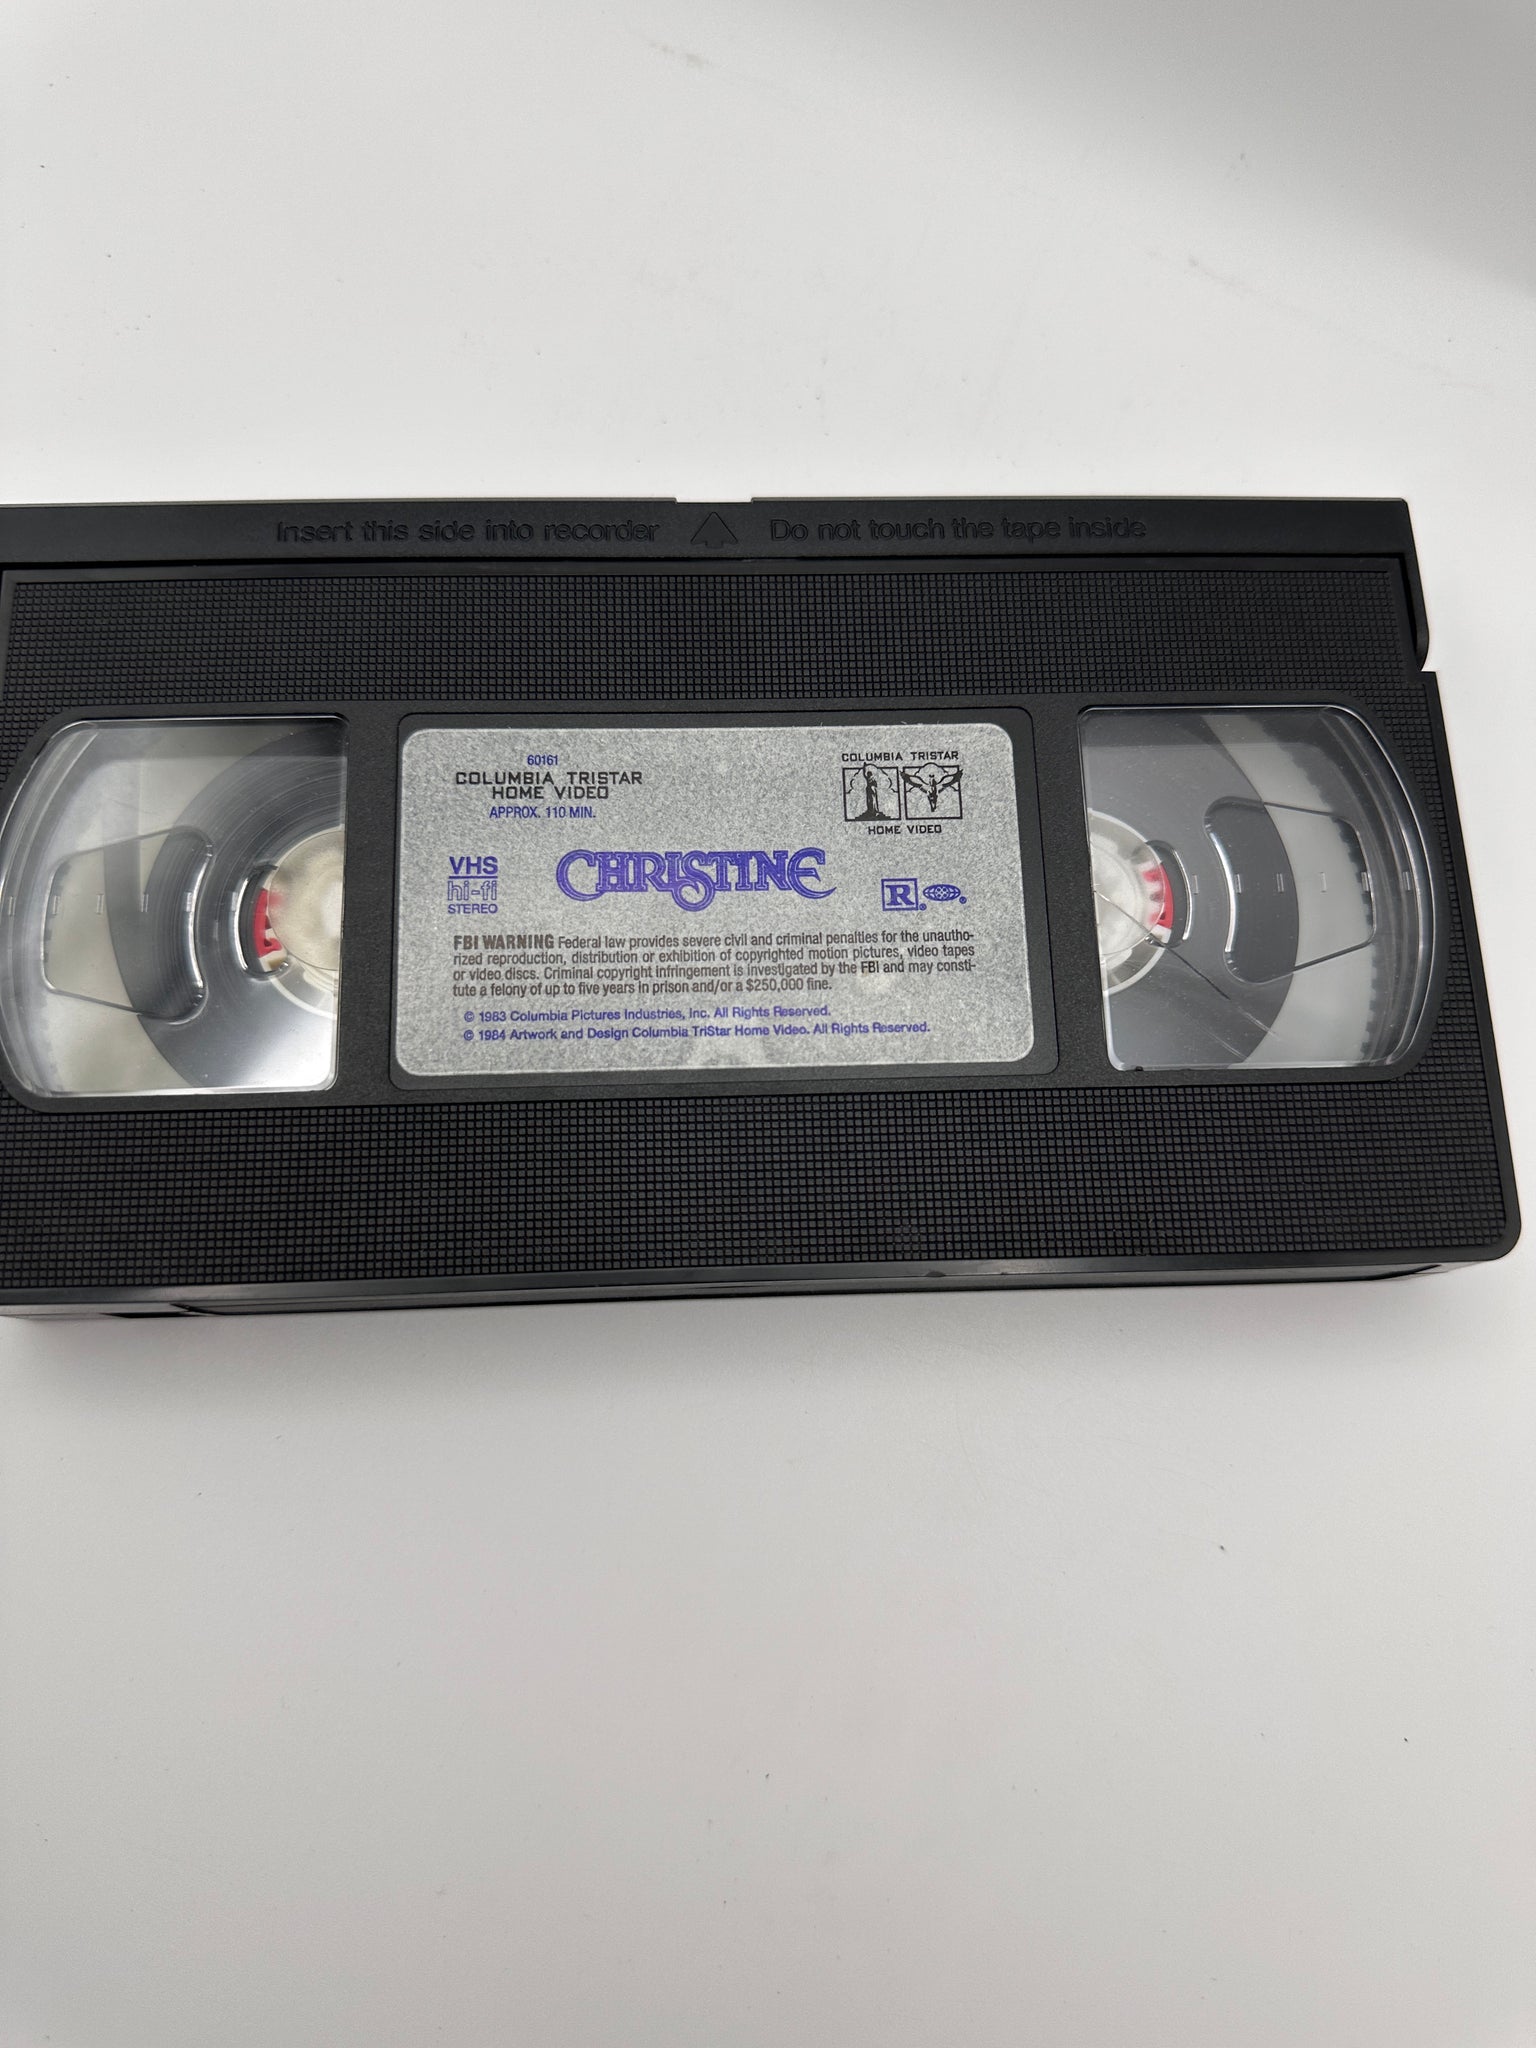 Insert this side into recorder Do not touch the tape inside
60161
COLUMBIA TRISTAR
HOME VIDEO
APPROX. 110 MIN.
COLUMBIA TRISTAR
HOME VIDEO
VHS
hi-fi
STEREO
CHRISTINE
R ®
®
FBI WARNING Federal law provides severe civil and criminal penalties for the unautho-
rized reproduction, distribution or exhibition of copyrighted motion pictures, video tapes
or video discs. Criminal copyright infringement is investigated by the FBI and may consti-
tute a felony of up to five years in prison and/or a $250,000 fine.
© 1983 Columbia Pictures Industries, Inc. All Rights Reserved.
© 1984 Artwork and Design Columbia TriStar Home Video. All Rights Reserved.